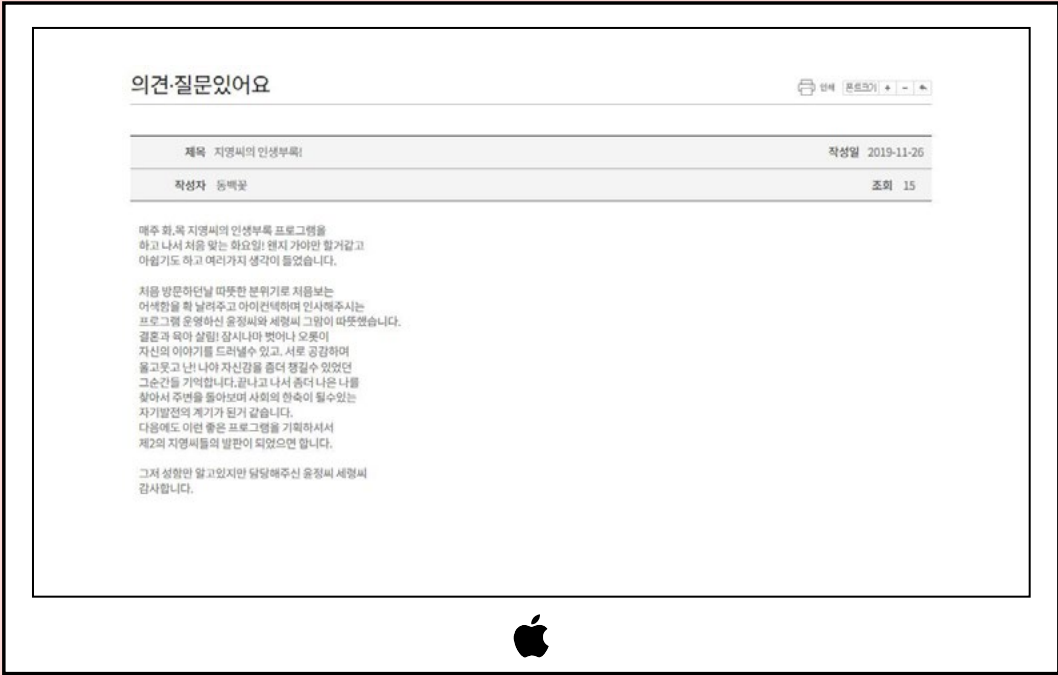 의견·질문있어요
인쇄 폰트크기 + -
제목 지영씨의 인생부록! 작성일 2019-11-26
작성자 동백꽃 조회 15
매주 화,목 지영씨의 인생부록 프로그램을
하고 나서 처음 맞는 화요일! 왠지 가야만 할거같고
아쉽기도 하고 여러가지 생각이 들었습니다.
처음 방문하던날 따뜻한 분위기로 처음보는
어색함을 확 날려주고 아이컨텍하며 인사해주시는
프로그램 운영하신 윤정씨와 세령씨 그맘이 따뜻했습니다.
결혼과 육아 살림! 잠시나마 벗어나 오롯이
자신의 이야기를 드러낼수 있고, 서로 공감하며
울고웃고 난! 나야 자신감을 좀더 챙길수 있었던
그순간들 기억합니다.끝나고 나서 좀더 나은 나를
찾아서 주변을 돌아보며 사회의 한축이 될수있는
자기발전의 계기가 된거 같습니다.
다음에도 이런 좋은 프로그램을 기획하셔서
제2의 지영씨들의 발판이 되었으면 합니다.
그저 성함만 알고있지만 담당해주신 윤정씨 세령씨
감사합니다.